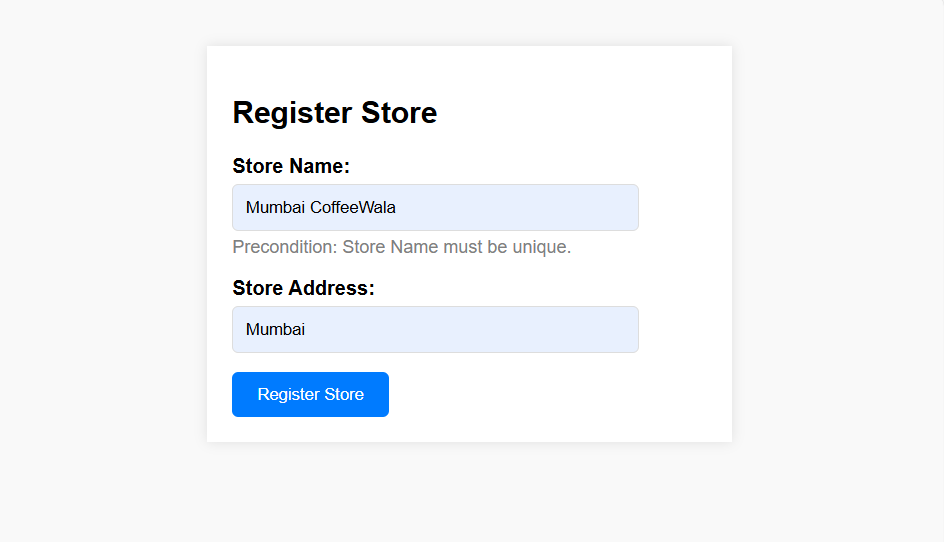 Register Store
Store Name:
Mumbai CoffeeWala
Precondition: Store Name must be unique.
Store Address:
Mumbai
Register Store